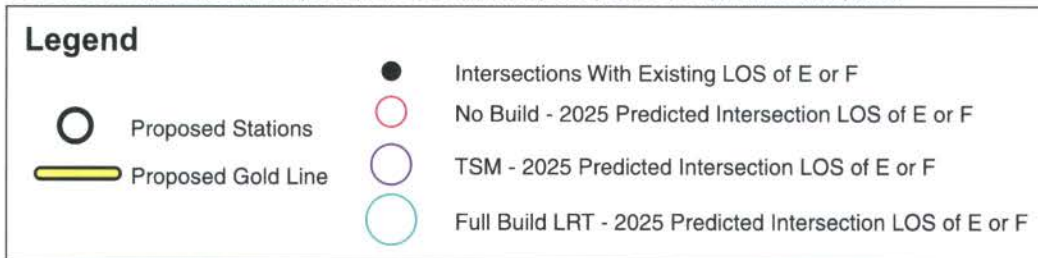 Legend
Proposed Stations
Proposed Gold Line
Intersections With Existing LOS of E or F
No Build - 2025 Predicted Intersection LOS of E or F
TSM - 2025 Predicted Intersection LOS of E or F
Full Build LRT - 2025 Predicted Intersection LOS of E or F